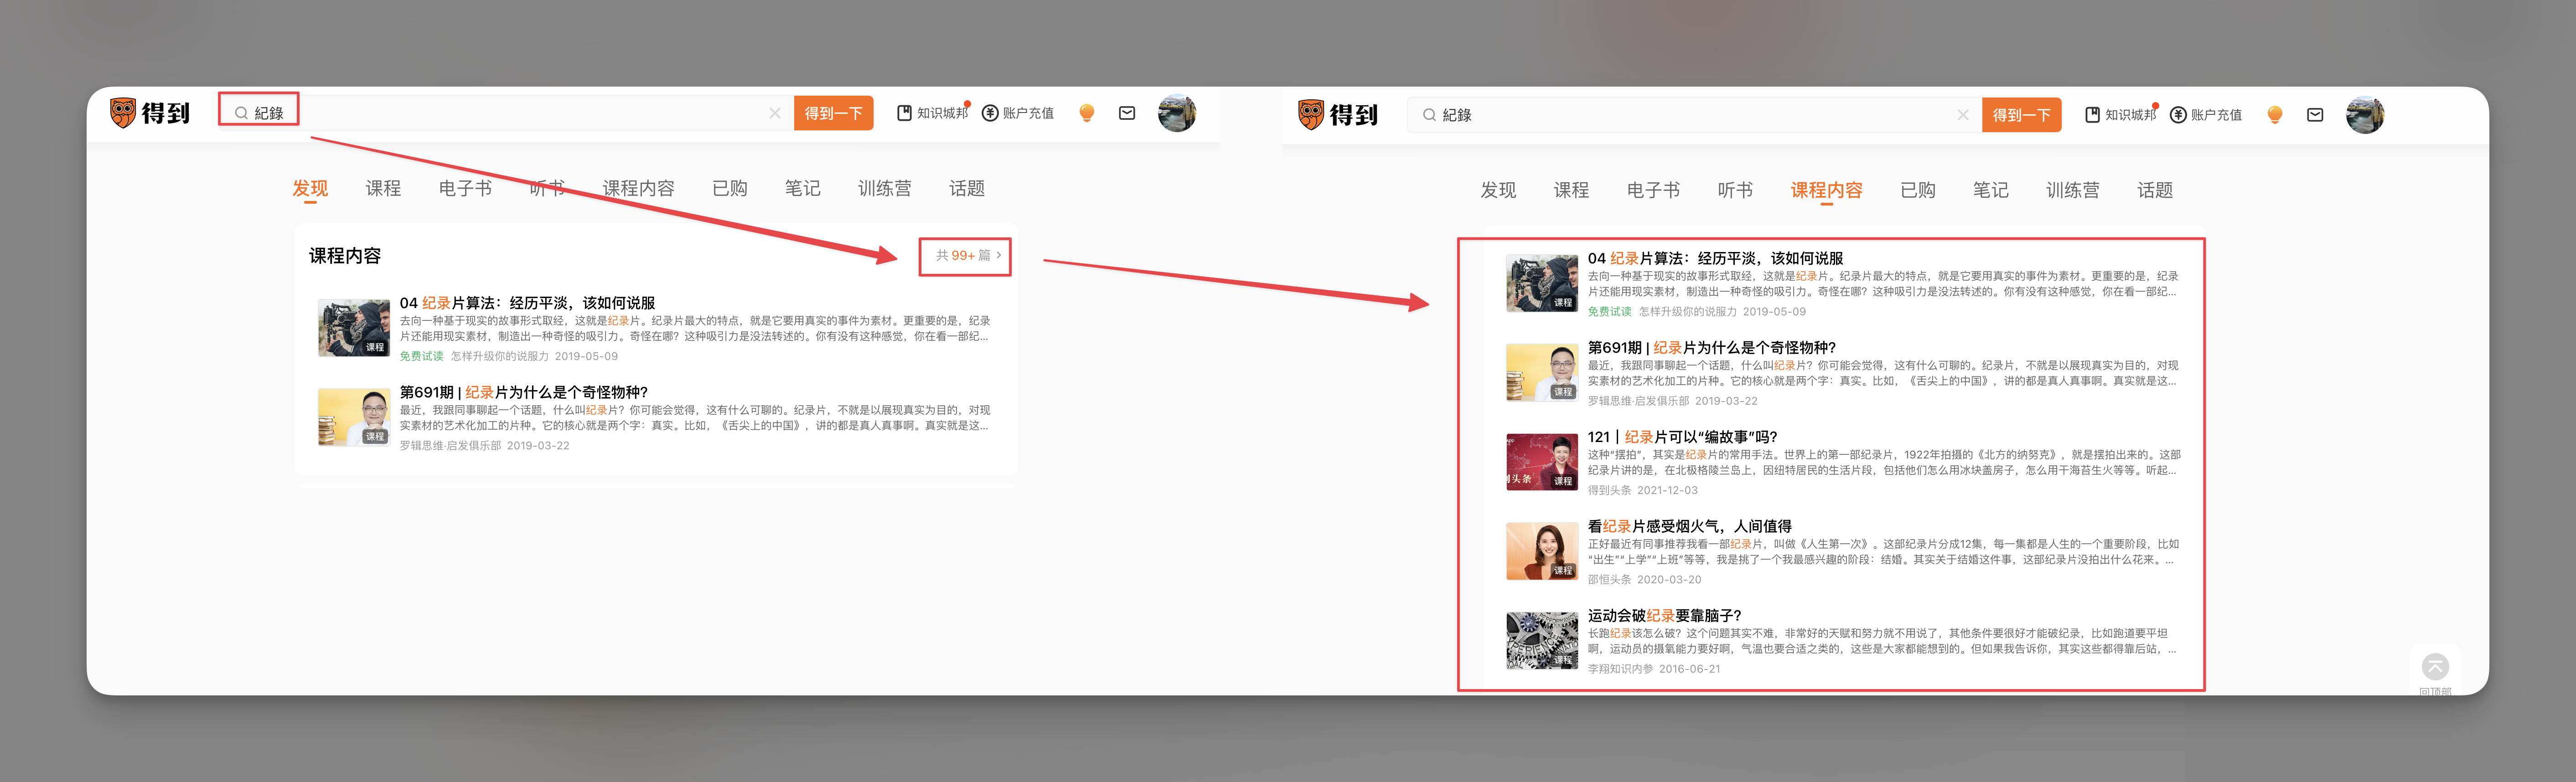 得到
紀錄
得到一下
知识城邦
账户充值
发现
课程
电子书
听书
课程内容
已购
笔记
训练营
话题
课程内容
共 99+ 篇 >
04 纪录片算法：经历平淡，该如何说服
去向一种基于现实的故事形式取经，这就是纪录片。纪录片最大的特点，就是它要用真实的事件为素材。更重要的是，纪录
片还能用现实素材，制造出一种奇怪的吸引力。奇怪在哪？这种吸引力是没法转述的。你有没有这种感觉，你在看一部纪...
课程
免费试读 怎样升级你的说服力 2019-05-09
第691期 | 纪录片为什么是个奇怪物种？
最近，我跟同事聊起一个话题，什么叫纪录片？你可能会觉得，这有什么可聊的。纪录片，不就是以展现真实为目的，对现
实素材的艺术化加工的片种。它的核心就是两个字：真实。比如，《舌尖上的中国》，讲的都是真人真事啊。真实就是这...
课程
罗辑思维·启发俱乐部 2019-03-22
得到
紀錄
得到一下
知识城邦
账户充值
发现
课程
电子书
听书
课程内容
已购
笔记
训练营
话题
04 纪录片算法：经历平淡，该如何说服
去向一种基于现实的故事形式取经，这就是纪录片。纪录片最大的特点，就是它要用真实的事件为素材。更重要的是，纪录
片还能用现实素材，制造出一种奇怪的吸引力。奇怪在哪？这种吸引力是没法转述的。你有没有这种感觉，你在看一部纪...
课程
免费试读 怎样升级你的说服力 2019-05-09
第691期 | 纪录片为什么是个奇怪物种？
最近，我跟同事聊起一个话题，什么叫纪录片？你可能会觉得，这有什么可聊的。纪录片，不就是以展现真实为目的，对现
实素材的艺术化加工的片种。它的核心就是两个字：真实。比如，《舌尖上的中国》，讲的都是真人真事啊。真实就是这...
课程
罗辑思维·启发俱乐部 2019-03-22
121｜纪录片可以“编故事”吗？
这种“摆拍”，其实是纪录片的常用手法。世界上的第一部纪录片，1922年拍摄的《北方的纳努克》，就是摆拍出来的。这部
纪录片讲的是，在北极格陵兰岛上，因纽特居民的生活片段，包括他们怎么用冰块盖房子，怎么用干海苔生火等等。听起...
头条
课程
得到头条 2021-12-03
看纪录片感受烟火气，人间值得
正好最近有同事推荐我看一部纪录片，叫做《人生第一次》。这部纪录片分成12集，每一集都是人生的一个重要阶段，比如
“出生”“上学”“上班”等等，我是挑了一个我最感兴趣的阶段：结婚。其实关于结婚这件事，这部纪录片没拍出什么花来。...
课程
邵恒头条 2020-03-20
运动会破纪录要靠脑子？
长跑纪录该怎么破？这个问题其实不难，非常好的天赋和努力就不用说了，其他条件要很好才能破纪录，比如跑道要平坦
啊，运动员的摄氧能力要好啊，气温也要合适之类的，这些是大家都能想到的。但如果我告诉你，其实这些都得靠后站，...
课程
李翔知识内参 2016-06-21
回顶部